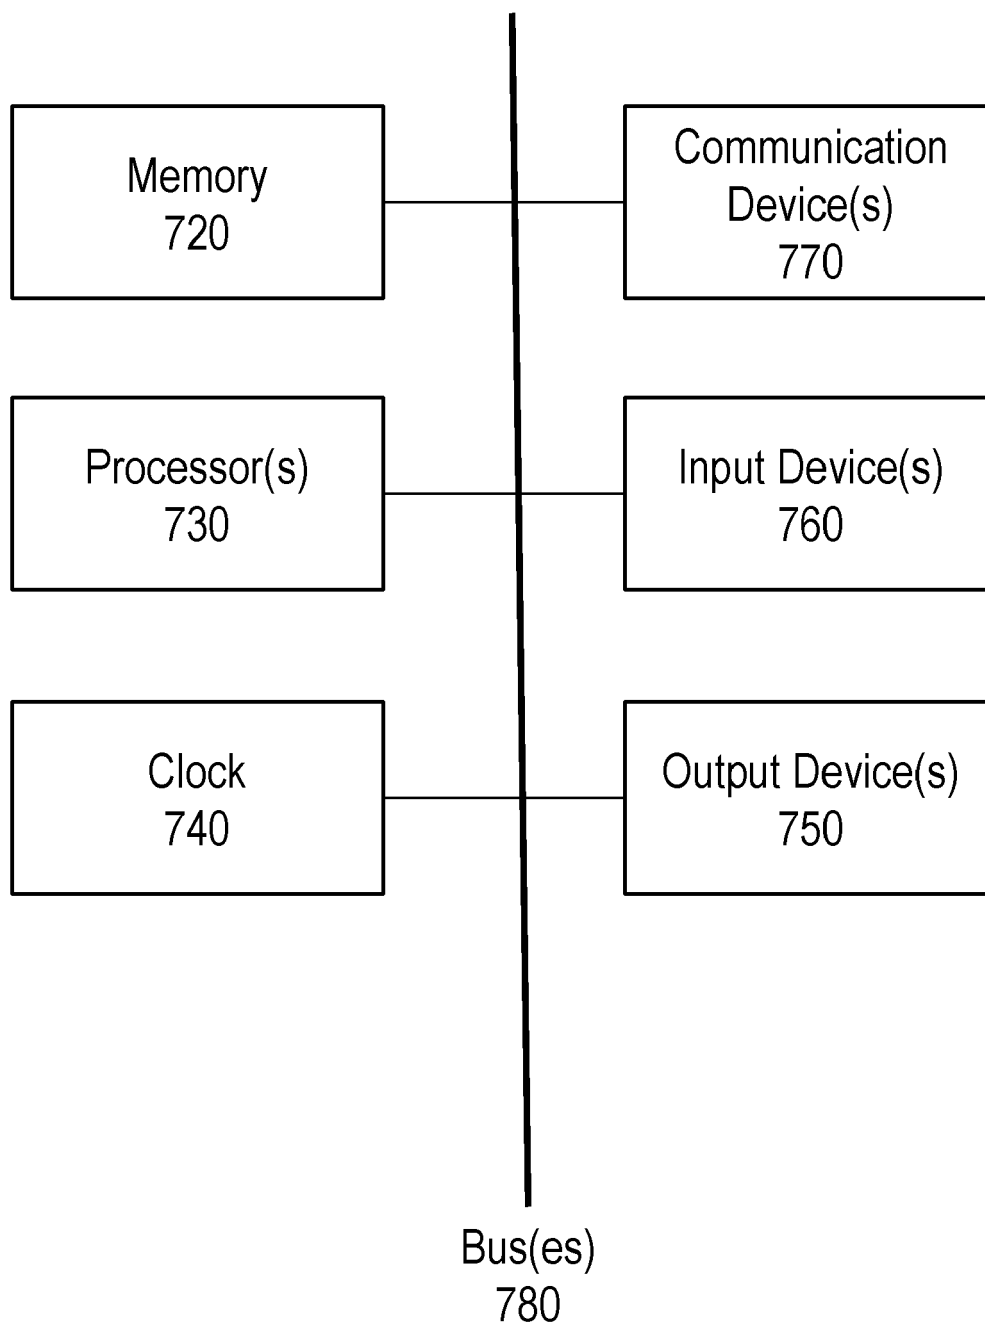 Memory
720
Communication
Device(s)
770
Processor(s)
730
Input Device(s)
760
Clock
740
Output Device(s)
750
Bus(es)
780